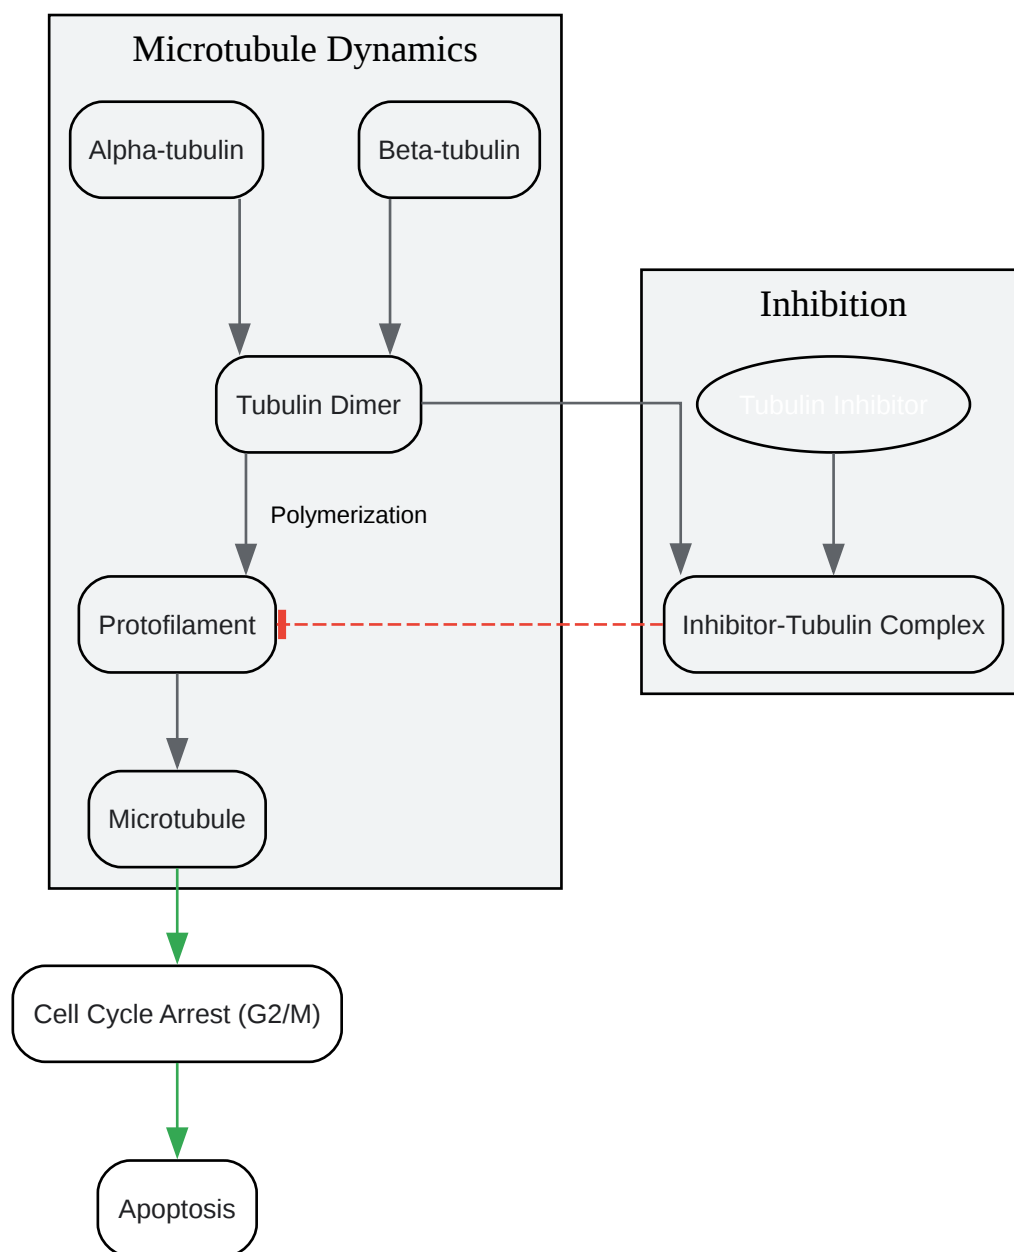 Microtubule Dynamics
Alpha-tubulin
Beta-tubulin
Inhibition
Tubulin Dimer
Tubulin Inhibitor
Polymerization
Protofilament
Inhibitor-Tubulin Complex
Microtubule
Cell Cycle Arrest (G2/M)
Apoptosis